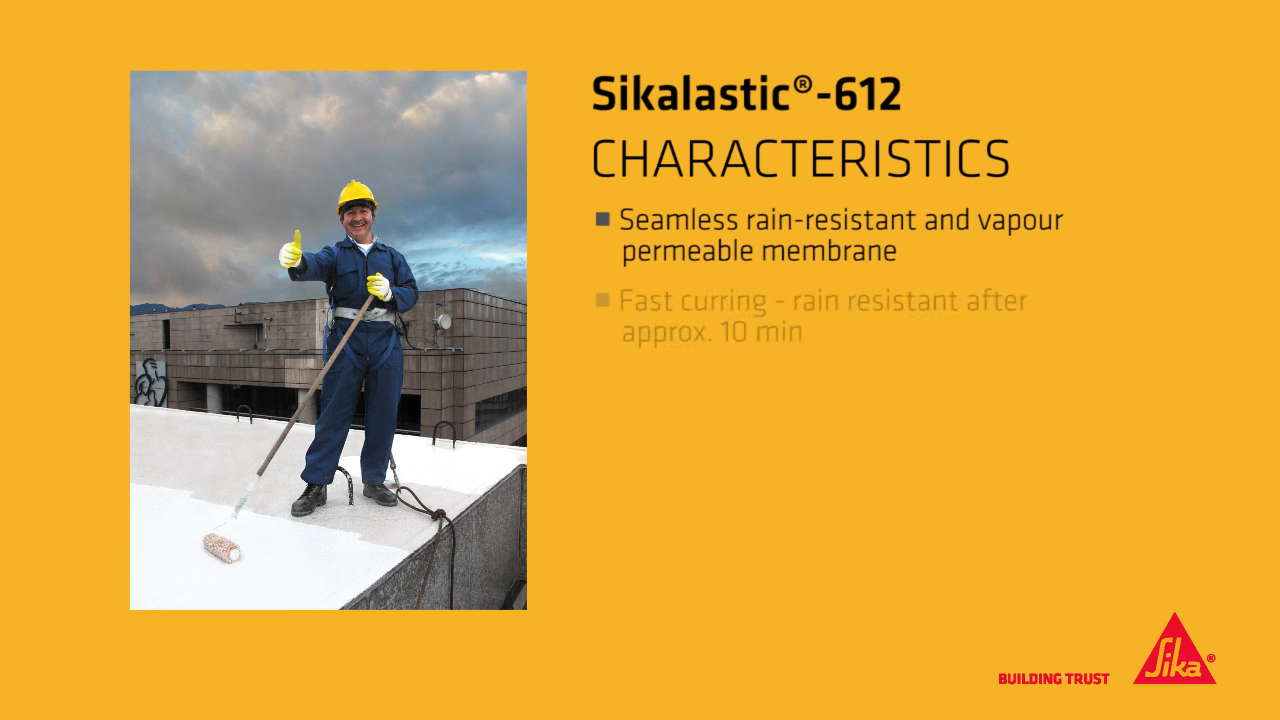 Sikalastic®-612
CHARACTERISTICS
Seamless rain-resistant and vapour
permeable membrane
Fast curring - rain resistant after
approx. 10 min
BUILDING TRUST
Sika®